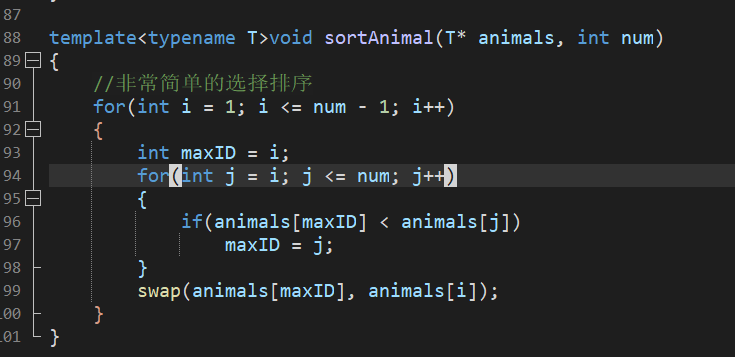 87
88 template<typename T>void sortAnimal(T* animals, int num)
89 {
90 //非常简单的选择排序
91 for(int i = 1; i <= num - 1; i++)
92 {
93 int maxID = i;
94 for(int j = i; j <= num; j++)
95 {
96 if(animals[maxID] < animals[j])
97 maxID = j;
98 }
99 swap(animals[maxID], animals[i]);
100 }
101 }